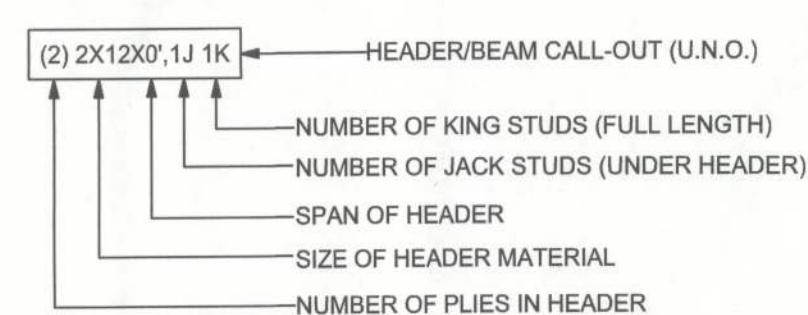 (2) 2X12X0',1J 1K
HEADER/BEAM CALL-OUT (U.N.O.)
NUMBER OF KING STUDS (FULL LENGTH)
NUMBER OF JACK STUDS (UNDER HEADER)
SPAN OF HEADER
SIZE OF HEADER MATERIAL
NUMBER OF PLIES IN HEADER